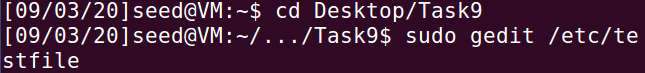 [09/03/20]seed@VM:~$ cd Desktop/Task9
[09/03/20]seed@VM:~/.../Task9$ sudo gedit /etc/te
stfile